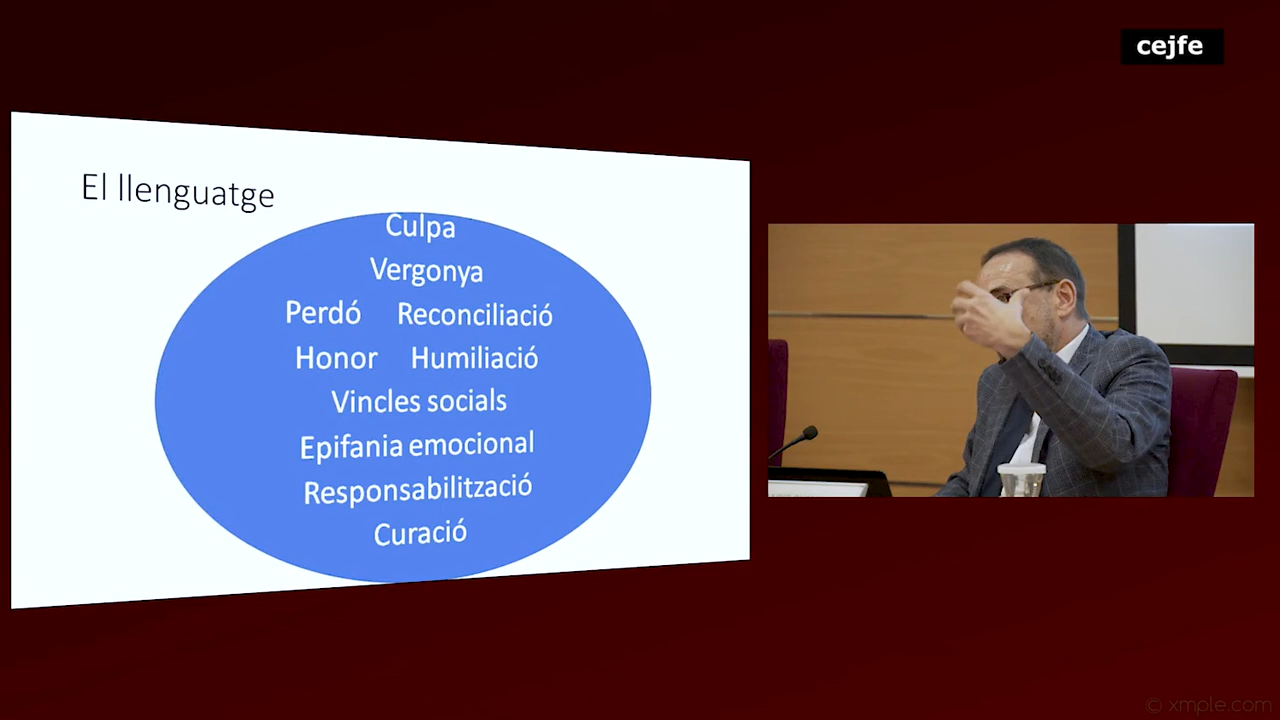 cejfe
El llenguatge
Culpa
Vergonya
Perdó Reconciliació
Honor Humiliació
Vincles socials
Epifania emocional
Responsabilització
Curació
© xmple.com